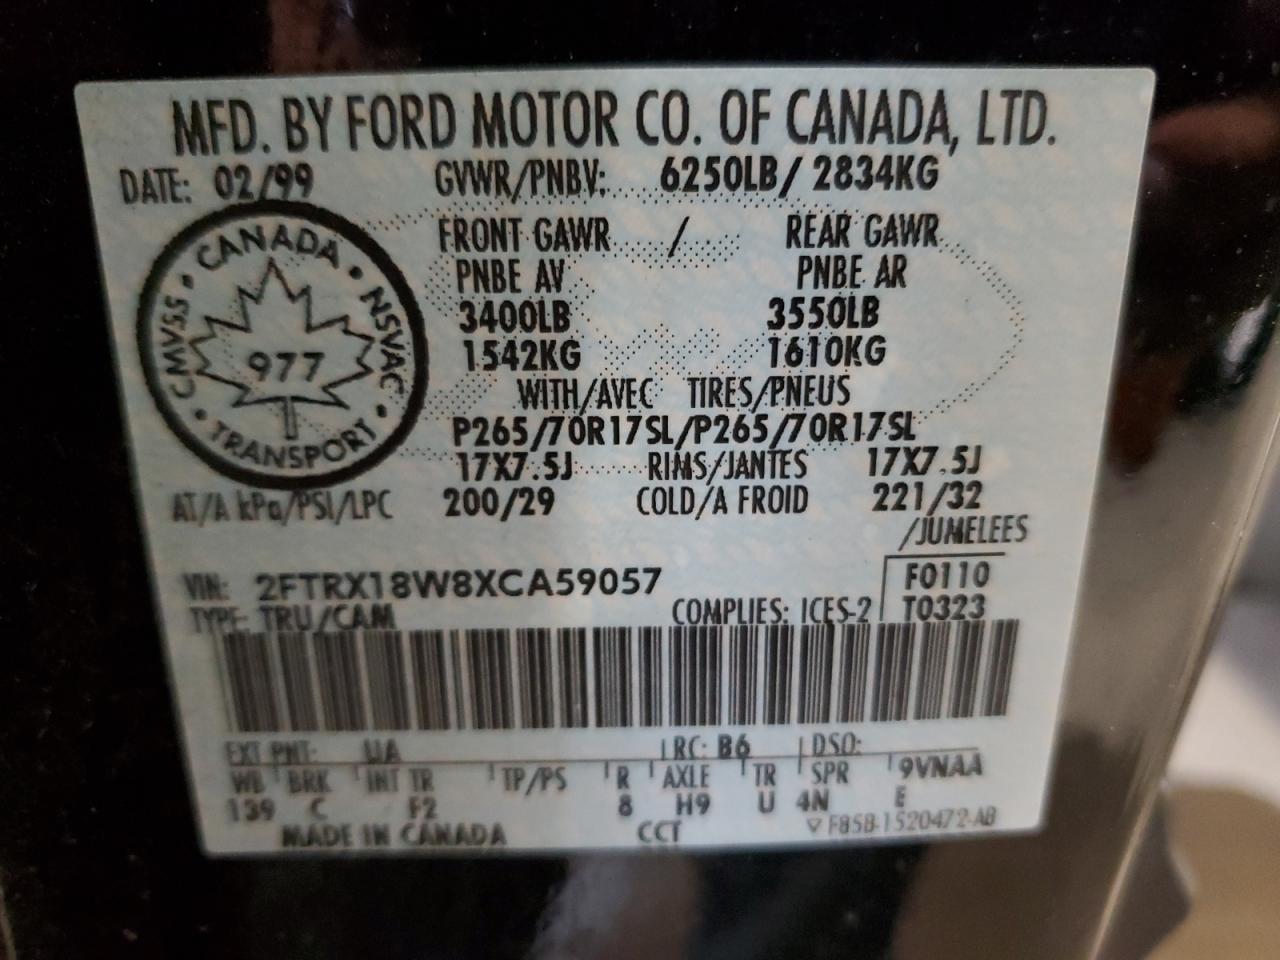 MFD. BY FORD MOTOR CO. OF CANADA, LTD.
DATE: 02/99 GVWR/PNBV: 6250LB/ 2834KG
CANADA
CMVSS NSVAC
977
TRANSPORT
FRONT GAWR / REAR GAWR
PNBE AV PNBE AR
3400LB 3550LB
1542KG 1610KG
WITH/AVEC TIRES/PNEUS
P265/70R17SL/P265/70R17SL
17X7.5J RIMS/JANTES 17X7.5J
AT/A kPa/PSI/LPC 200/29 COLD/A FROID 221/32
/JUMELEES
VIN: 2FTRX18W8XCA59057 F0110
TYPE: TRU/CAM COMPLIES: ICES-2 T0323
EXT PNT: UA RC: B6 DSO:
WB BRK INT TR TP/PS R AXLE TR SPR 9VNAA
139 C F2 8 H9 U 4N E
MADE IN CANADA CCT F85B-1520472-AB